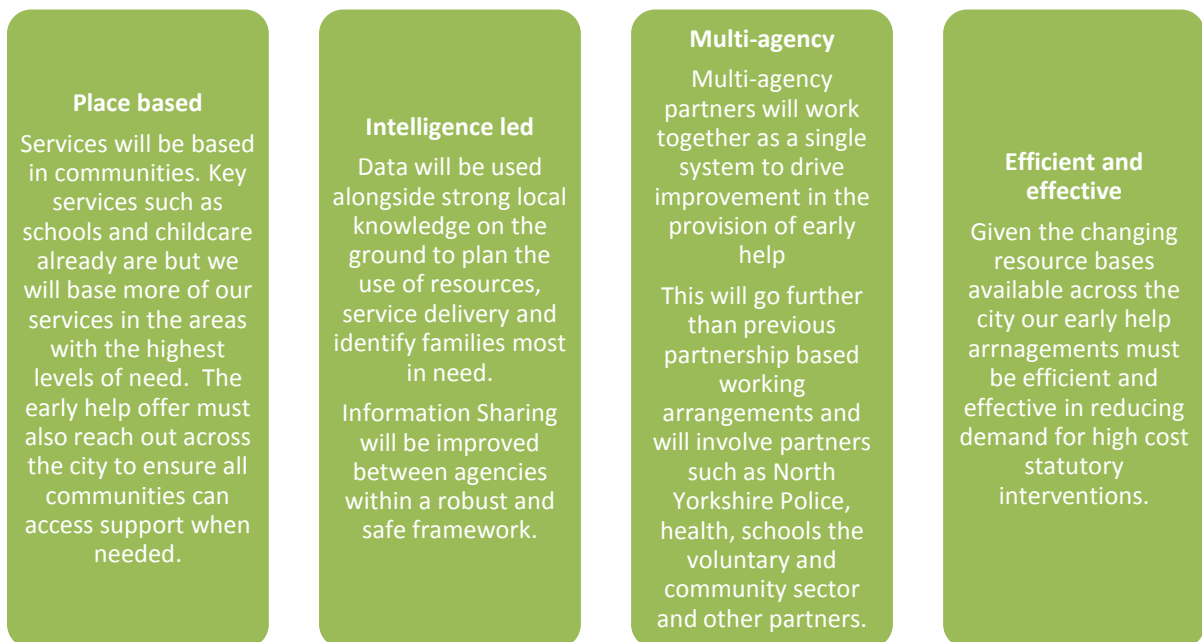 Place based
Services will be based
in communities. Key
services such as
schools and childcare
already are but we
will base more of our
services in the areas
with the highest
levels of need.  The
early help offer must
also reach out across
the city to ensure all
communities can
access support when
needed.
Intelligence led
Data will be used
alongside strong local
knowledge on the
ground to plan the
use of resources,
service delivery and
identify families most
in need.
Information Sharing
will be improved
between agencies
within a robust and
safe framework.
Multi-agency
Multi-agency
partners will work
together as a single
system to drive
improvement in the
provision of early
help
This will go further
than previous
partnership based
working
arrangements and
will involve partners
such as North
Yorkshire Police,
health, schools the
voluntary and
community sector
and other partners.
Efficient and
effective
Given the changing
resource bases
available across the
city our early help
arrnagements must
be efficient and
effective in reducing
demand for high cost
statutory
interventions.